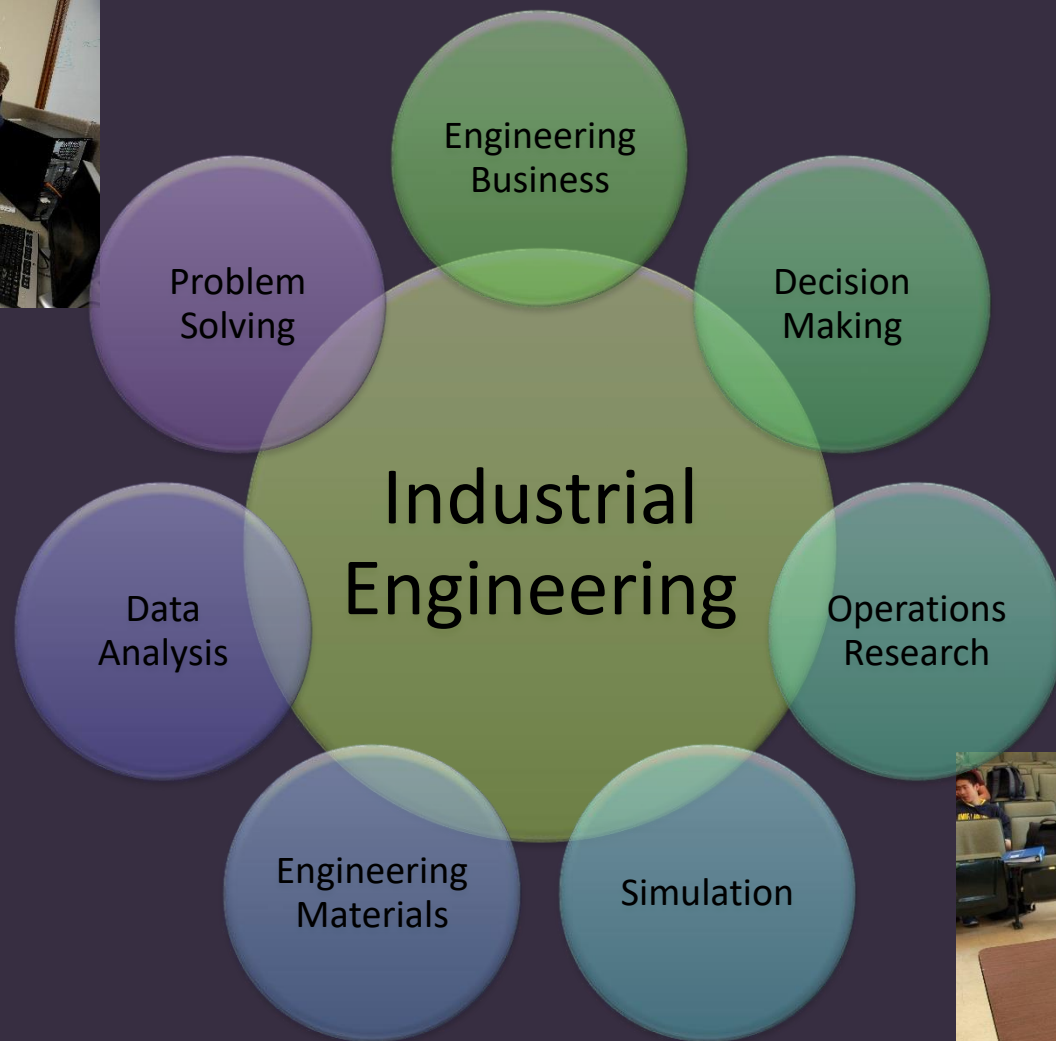 Engineering
Business
Problem
Solving
Decision
Making
Industrial
Engineering
Data
Analysis
Operations
Research
Engineering
Materials
Simulation